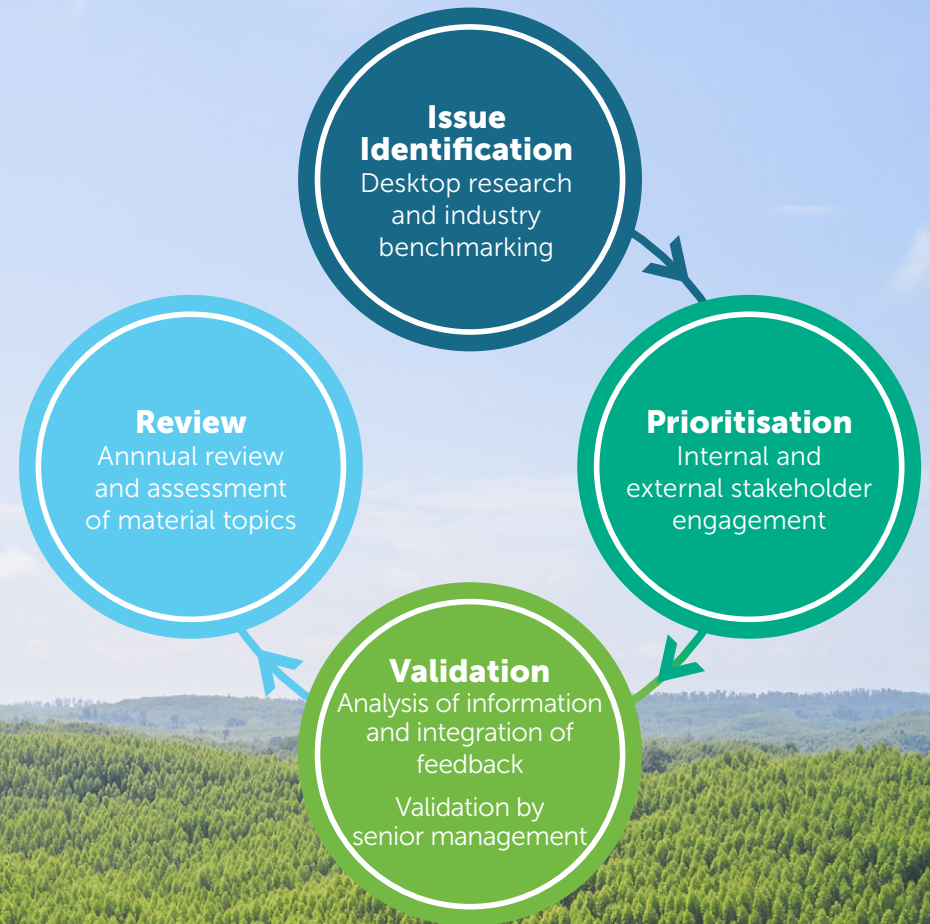 Issue
Identification
Desktop research
and industry
benchmarking
Prioritisation
Internal and
external stakeholder
engagement
Validation
Analysis of information
and integration of
feedback
Validation by
senior management
Review
Annnual review
and assessment
of material topics